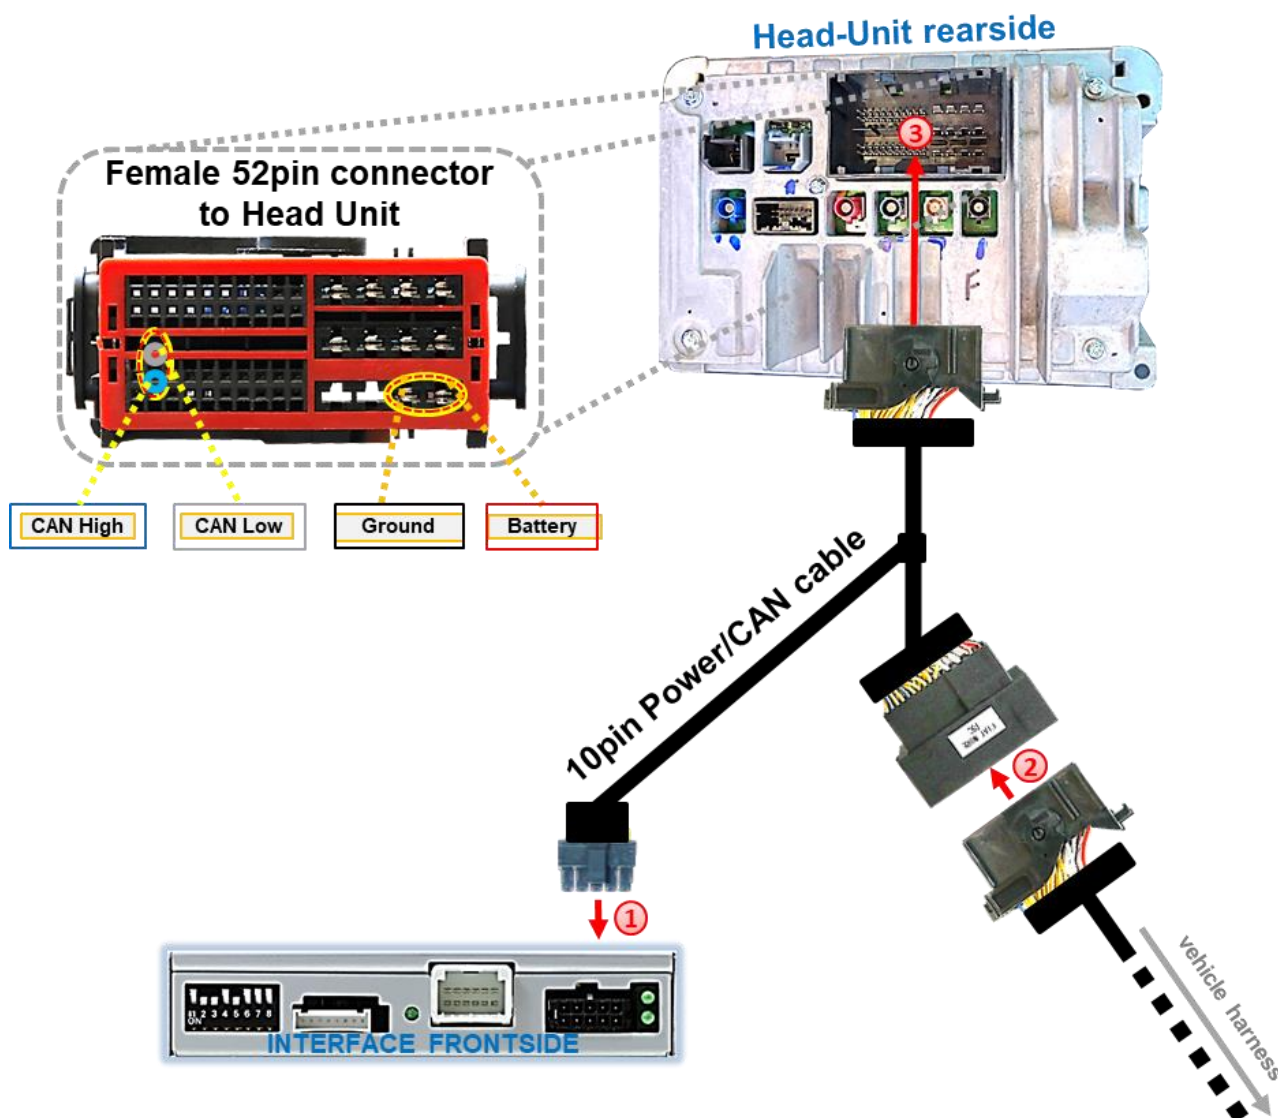 Head-Unit rearside
3
Female 52pin connector
to Head Unit
CAN High
CAN Low
Ground
Battery
10pin Power/CAN cable
2
1
vehicle harness
1 2 3 4 5 6 7 8
ON
INTERFACE FRONTSIDE